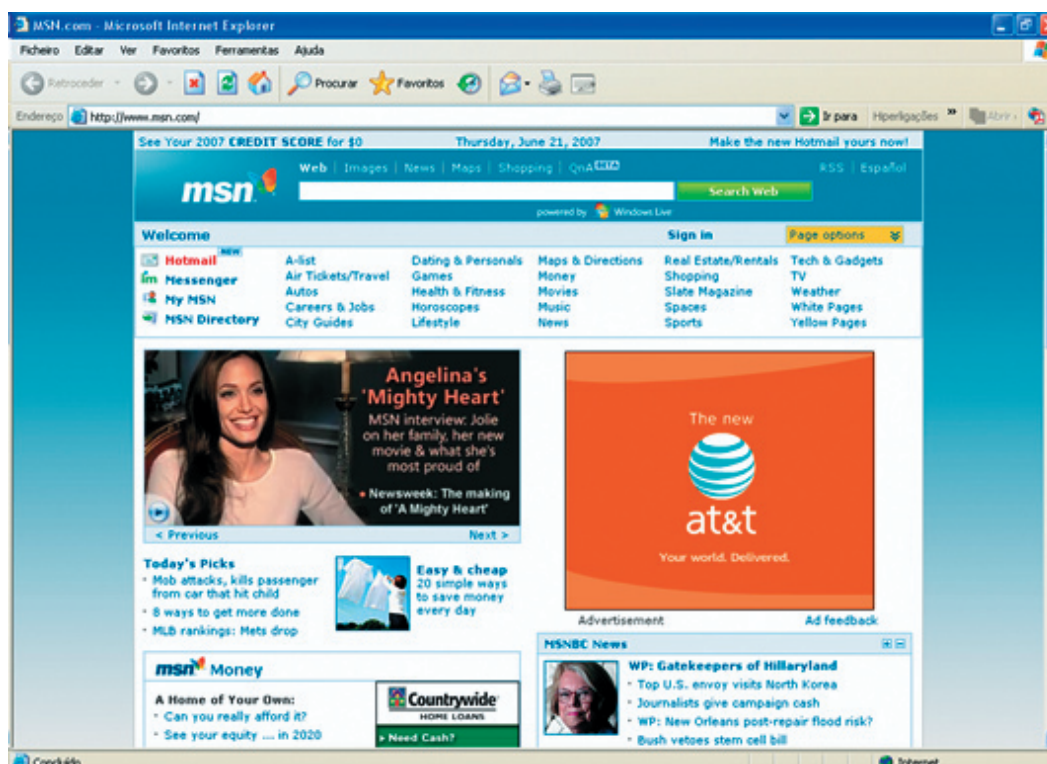 MSN.com - Microsoft Internet Explorer
Ficheiro Editar Ver Favoritos Ferramentas Ajuda
Retroceder Procurar Favoritos
Endereço http://www.msn.com/ Ir para Hiperligações » Abrir
See Your 2007 CREDIT SCORE for $0 Thursday, June 21, 2007 Make the new Hotmail yours now!
Web | Images | News | Maps | Shopping | QnA BETA RSS | Español
msn Search Web
powered by Windows Live
Welcome Sign in Page options
NEW
Hotmail A-list Dating & Personals Maps & Directions Real Estate/Rentals Tech & Gadgets
Messenger Air Tickets/Travel Games Money Shopping TV
My MSN Autos Health & Fitness Movies Slate Magazine Weather
MSN Directory Careers & Jobs Horoscopes Music Spaces White Pages
City Guides Lifestyle News Sports Yellow Pages
Angelina's
'Mighty Heart'
MSN interview: Jolie
on her family, her new
movie & what she's
most proud of
• Newsweek: The making
of 'A Mighty Heart'
< Previous Next >
The new
at&t
Your world. Delivered.
Advertisement Ad feedback
Today's Picks
Mob attacks, kills passenger
from car that hit child
8 ways to get more done
MLB rankings: Mets drop
Easy & cheap
20 simple ways
to save money
every day
msn Money
A Home of Your Own:
Can you really afford it?
See your equity .... in 2020
Countrywide
HOME LOANS
Need Cash?
MSNBC News
WP: Gatekeepers of Hillaryland
Top U.S. envoy visits North Korea
Journalists give campaign cash
WP: New Orleans post-repair flood risk?
Bush vetoes stem cell bill
Concluído Internet